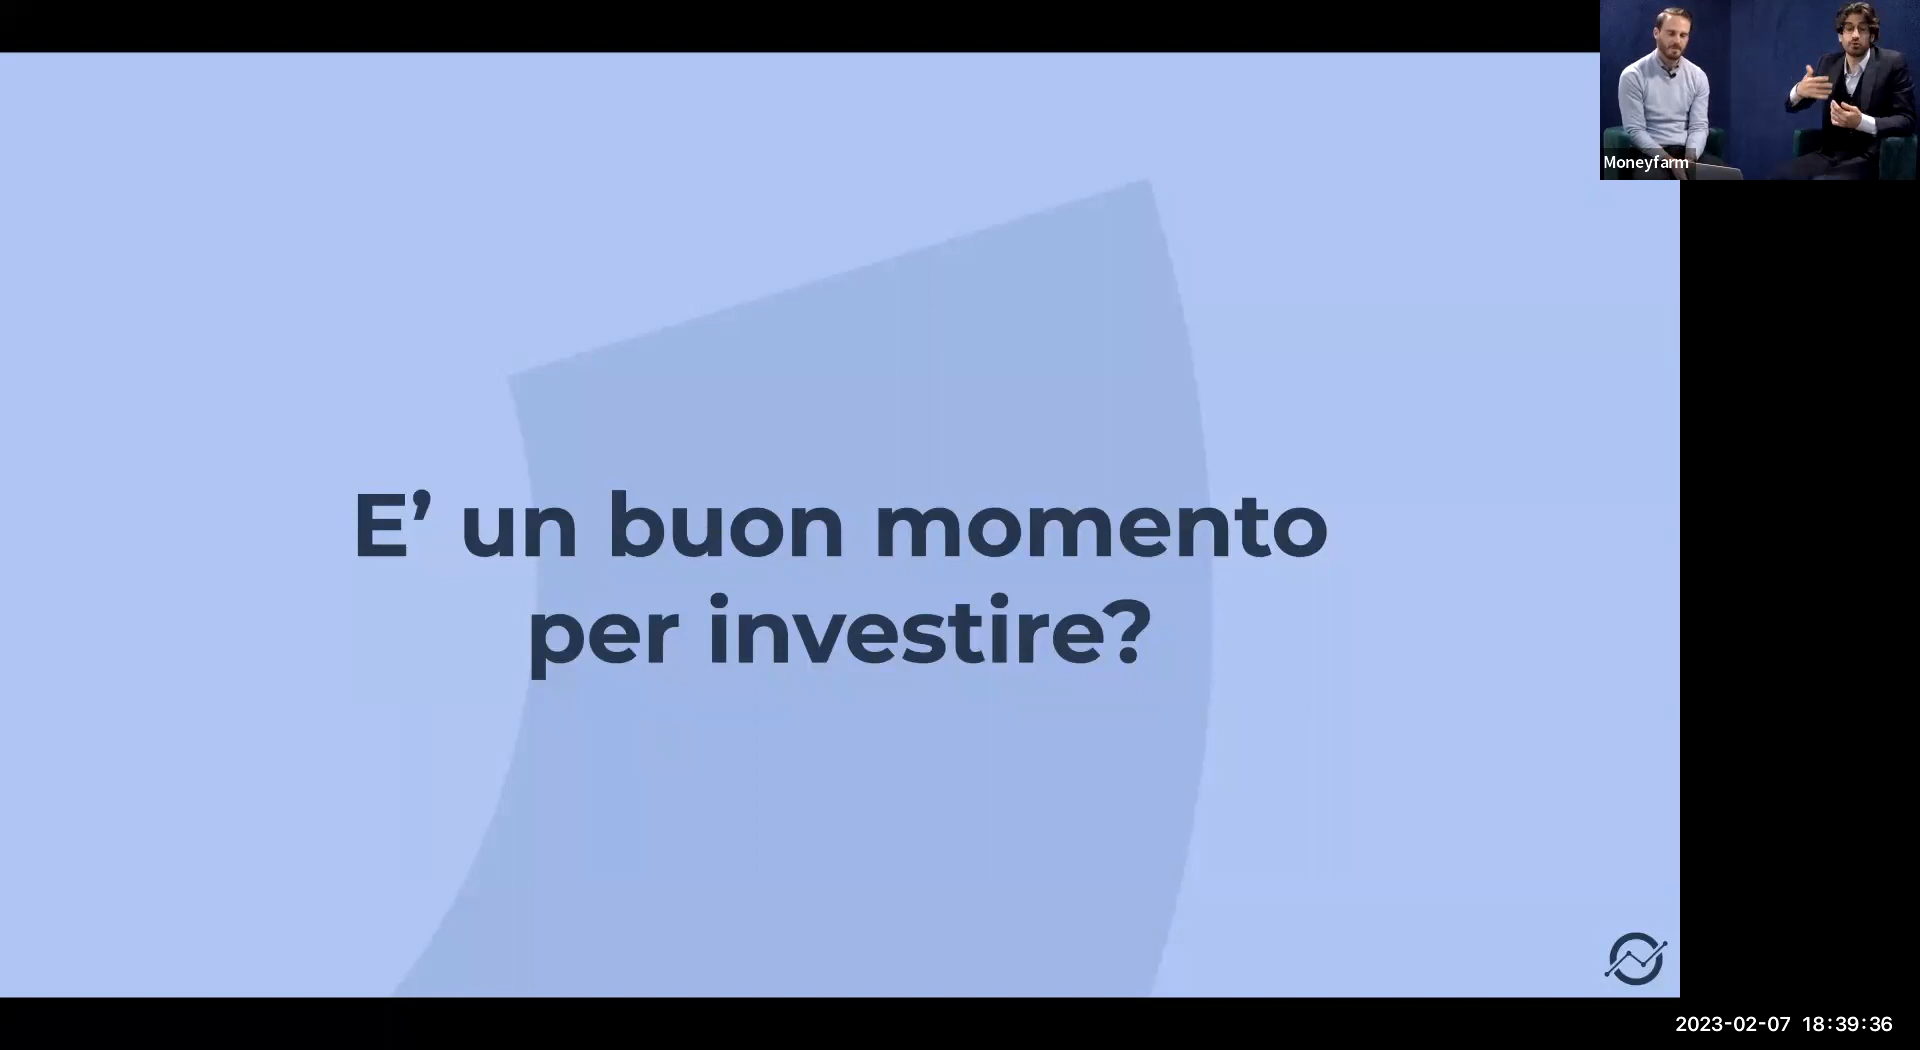 Moneyfarm
E’ un buon momento
per investire?
2023-02-07 18:39:36